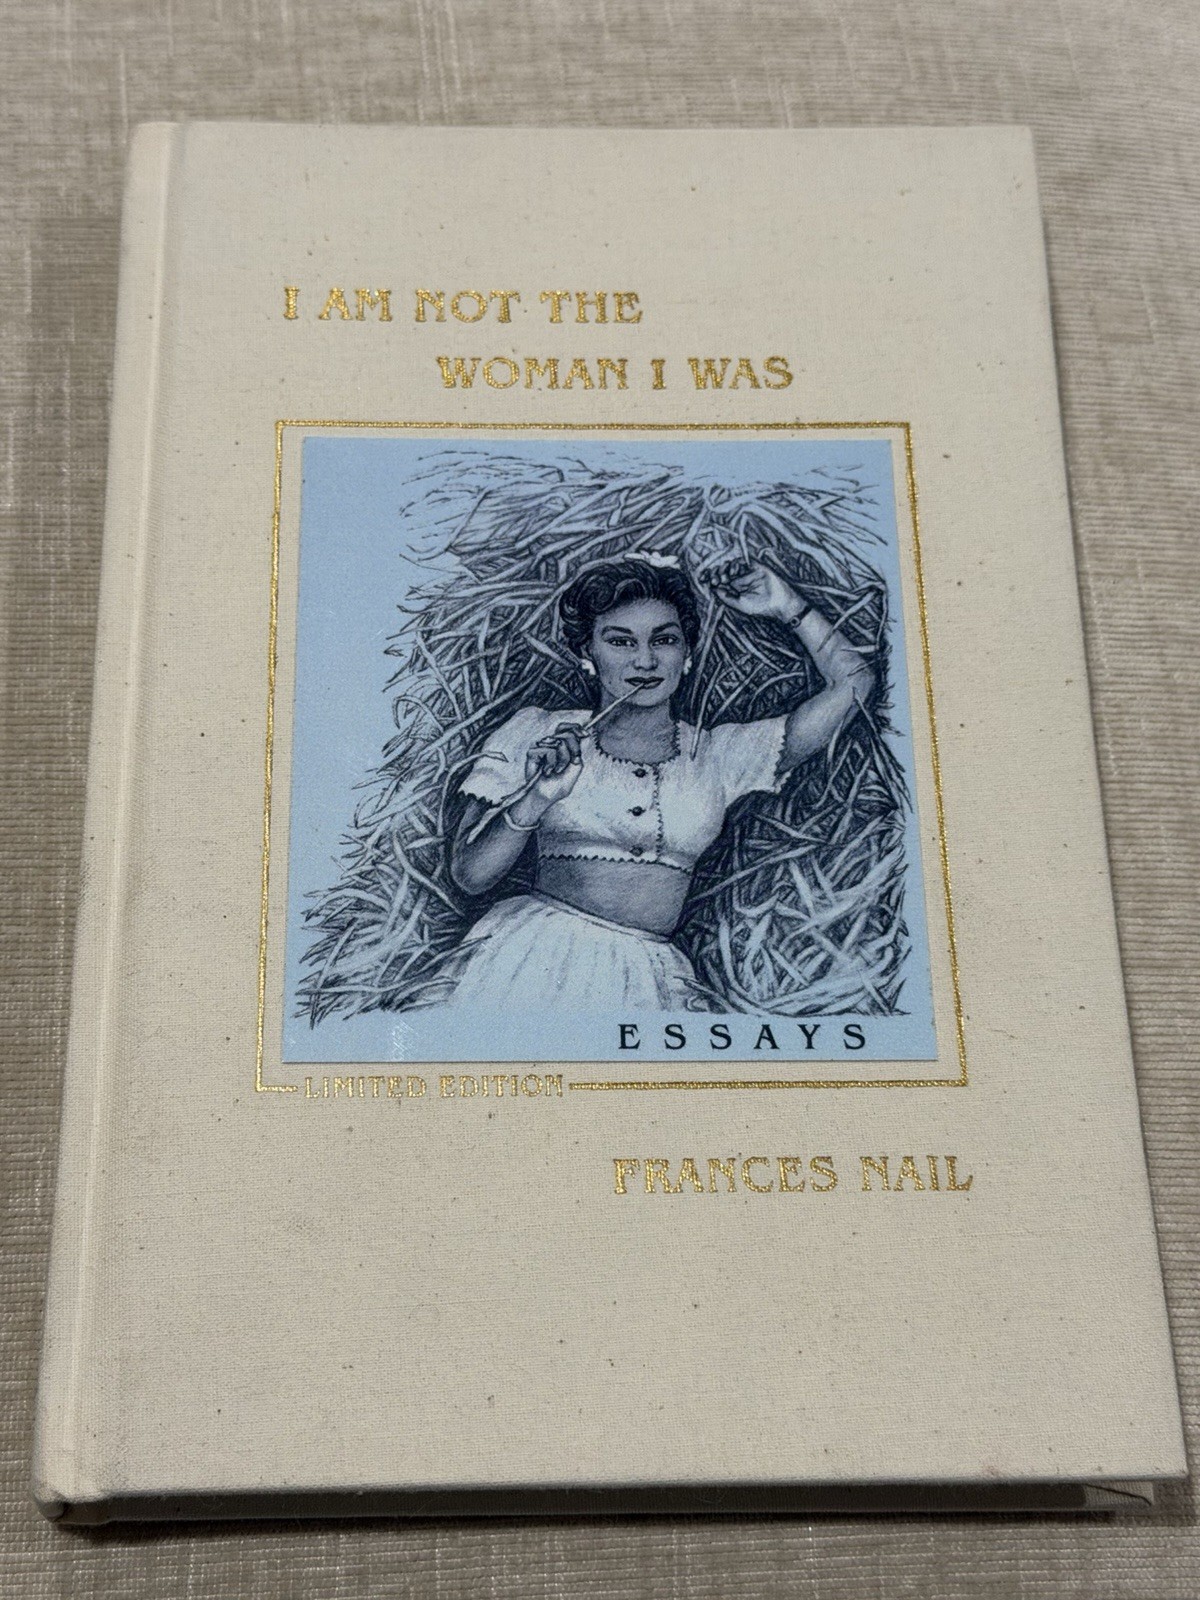 I AM NOT THE
WOMAN I WAS
ESSAYS
LIMITED EDITION
FRANCES NAIL